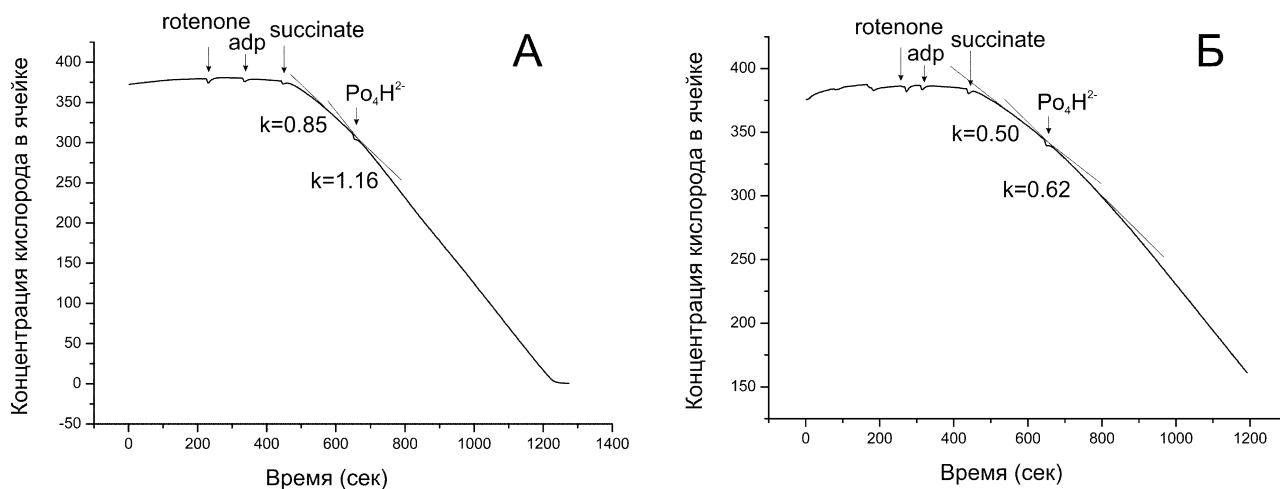 rotenone
adp
succinate
А
Po₄H²⁻
k=0.85
k=1.16
Концентрация кислорода в ячейке
400
350
300
250
200
150
100
50
0
-50
0 200 400 600 800 1000 1200 1400
Время (сек)
rotenone
adp
succinate
Б
Po₄H²⁻
k=0.50
k=0.62
Концентрация кислорода в ячейке
400
350
300
250
300
150
0 200 400 600 800 1000 1200
Время (сек)